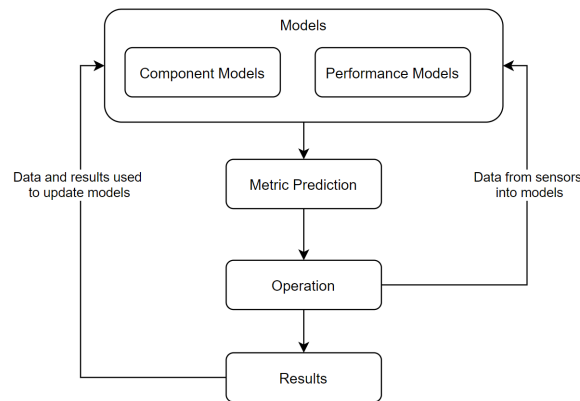 Models
Component Models
Performance Models
Metric Prediction
Data and results used
to update models
Data from sensors
into models
Operation
Results